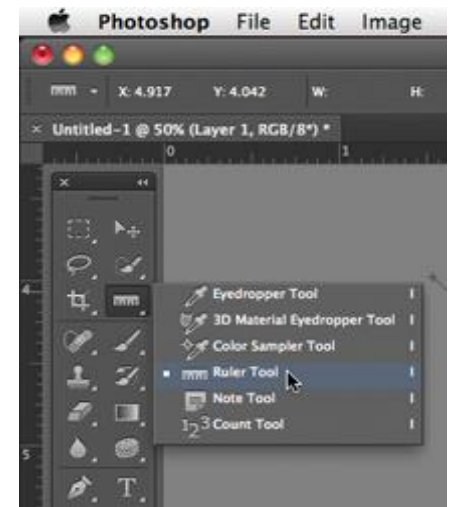 Photoshop File Edit Image
X: 4.917 Y: 4.042 W: H:
× Untitled-1 @ 50% (Layer 1, RGB/8*) *
0 1
4
Eyedropper Tool I
3D Material Eyedropper Tool I
Color Sampler Tool I
Ruler Tool I
Note Tool I
123 Count Tool I
5
T